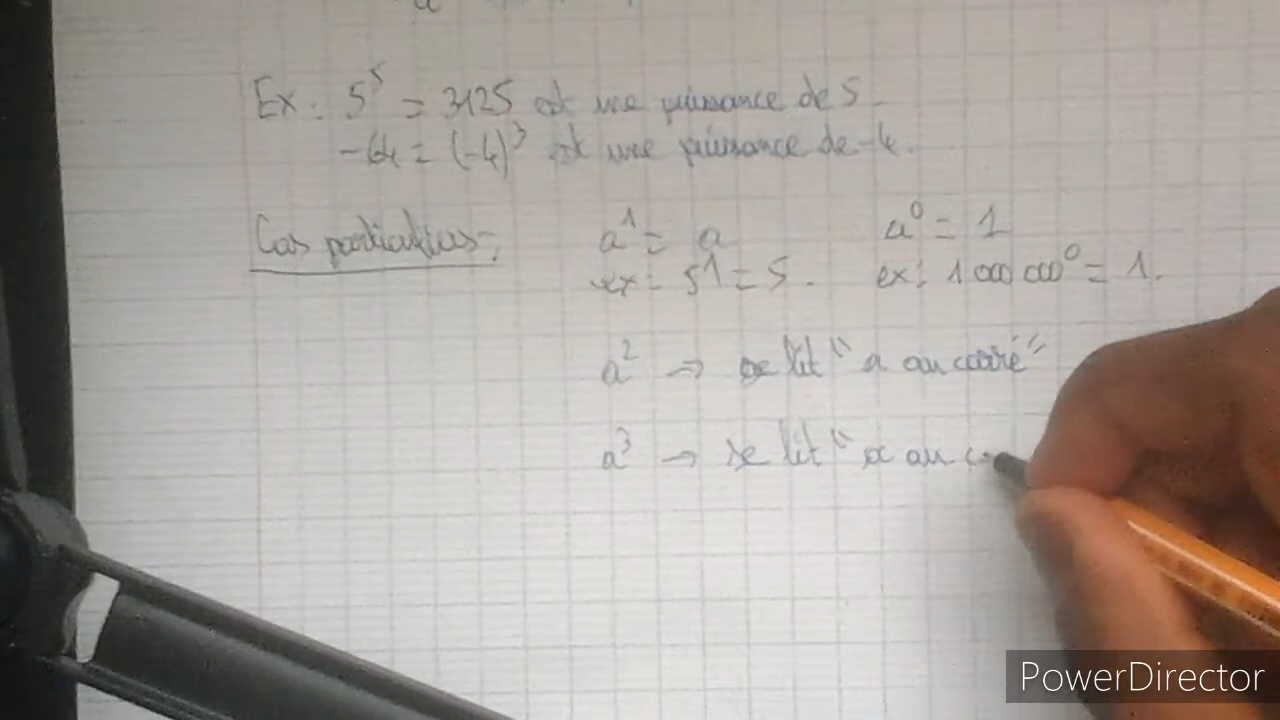 Ex : 5⁵ = 3125 est une puissance de 5.
-64 = (-4)³ est une puissance de -4.
Cas particuliers : a¹ = a a⁰ = 1
ex : 5¹ = 5. ex : 1 000 000⁰ = 1.
a² → se lit " a au carré "
a³ → se lit " a au c
PowerDirector